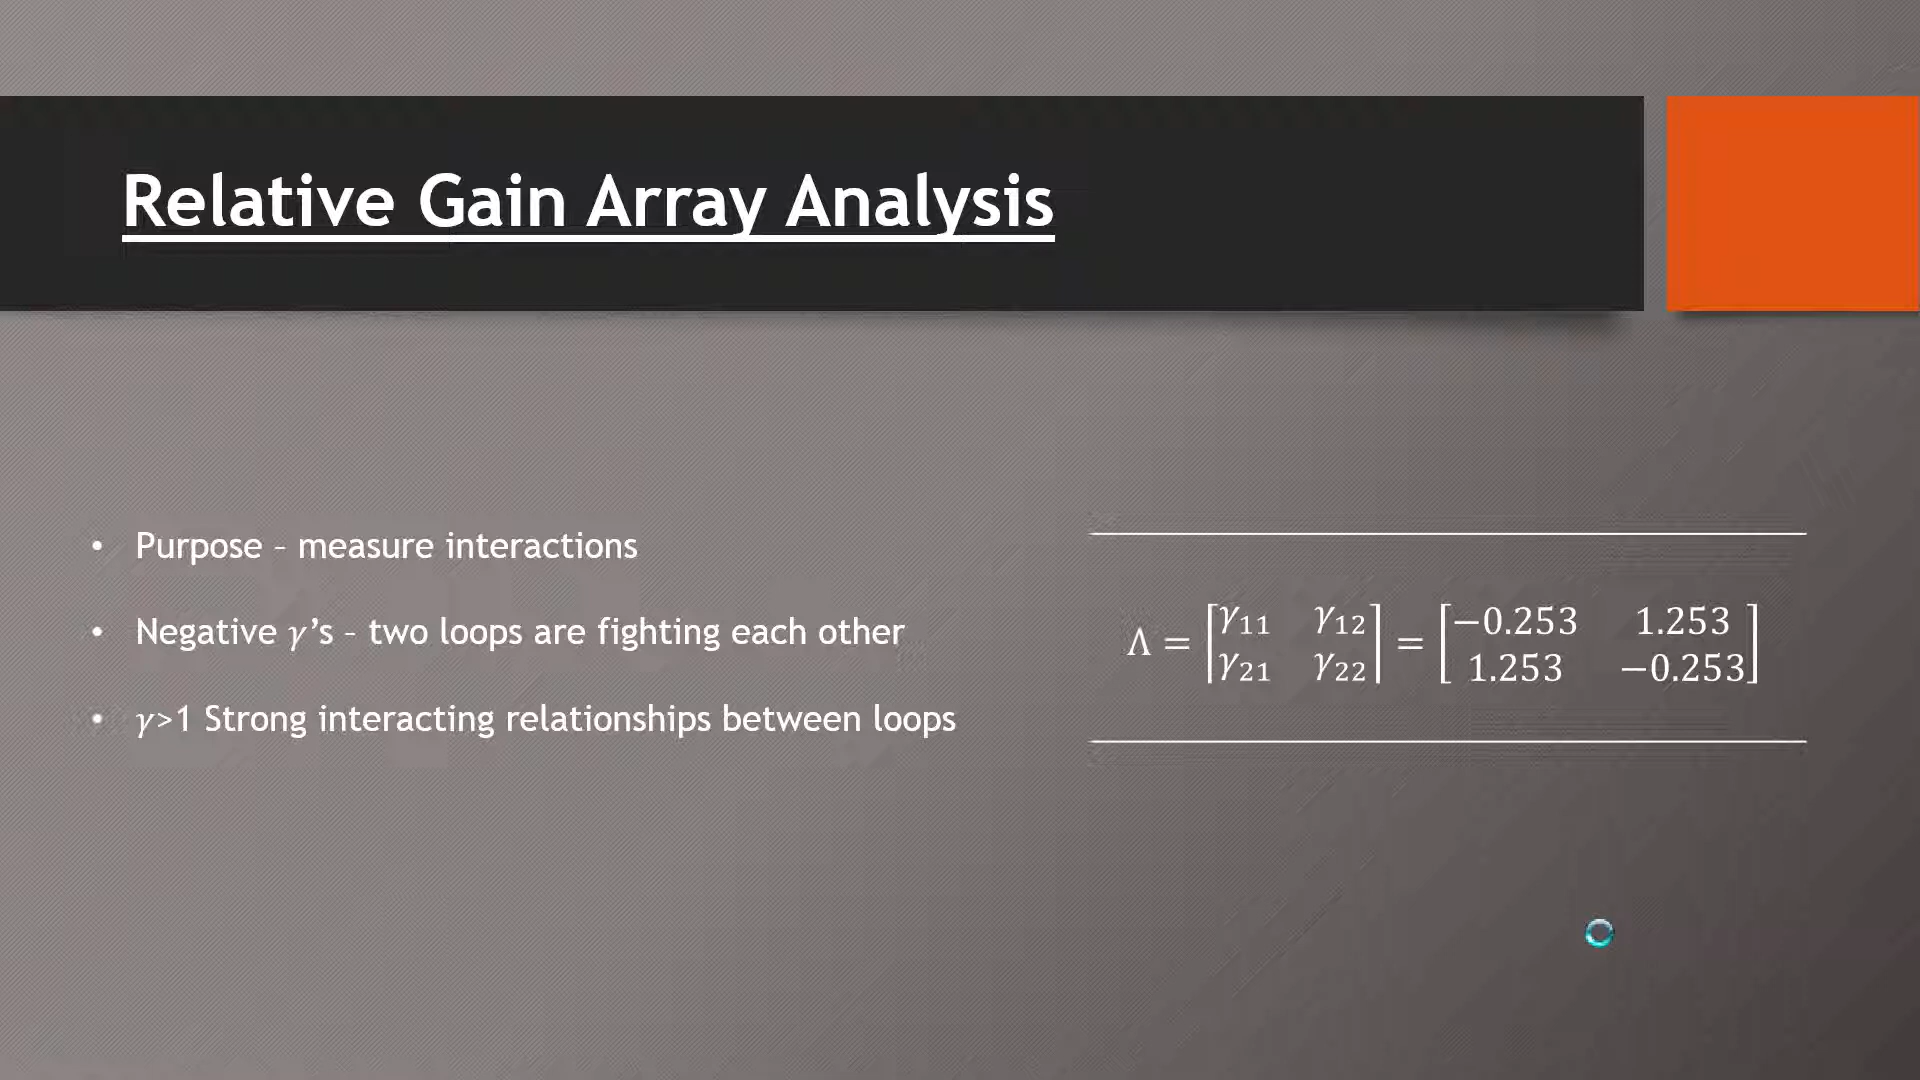 Relative Gain Array Analysis
• Purpose – measure interactions
• Negative 𝛾’s – two loops are fighting each other
• 𝛾>1 Strong interacting relationships between loops
Λ = [𝛾₁₁ 𝛾₁₂
𝛾₂₁ 𝛾₂₂] = [−0.253 1.253
1.253 −0.253]